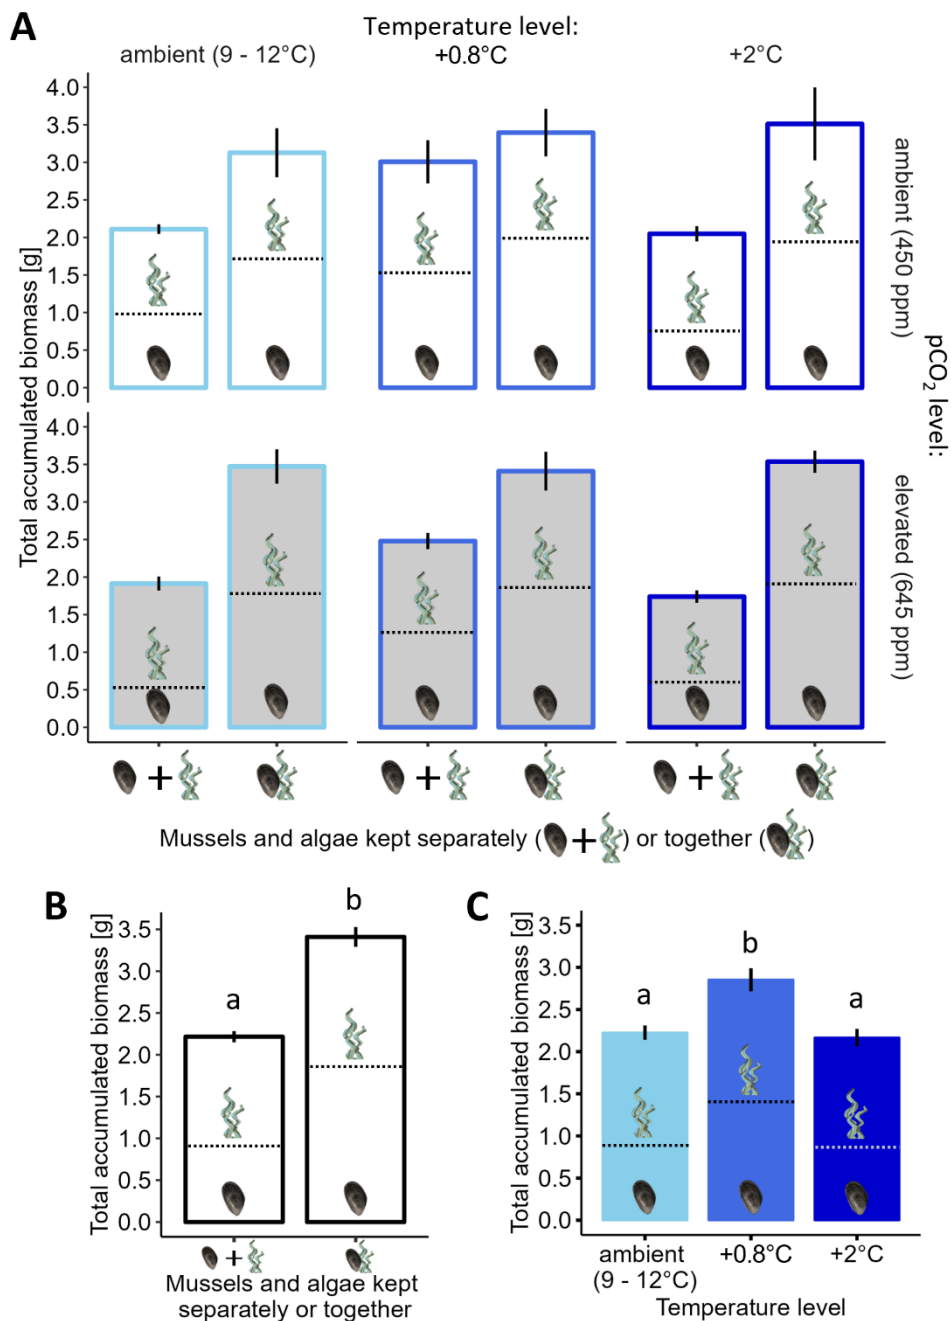 A
Temperature level:
ambient (9 - 12°C)
+0.8°C
+2°C
Total accumulated biomass [g]
4.0
3.5
3.0
2.5
2.0
1.5
1.0
0.5
0.0
ambient (450 ppm)
4.0
3.5
3.0
2.5
2.0
1.5
1.0
0.5
0.0
elevated (645 ppm)
pCO₂ level:
+ + +
Mussels and algae kept separately ( + ) or together ( )
B
Total accumulated biomass [g]
3.5
3.0
2.5
2.0
1.5
1.0
0.5
0.0
a
b
+
Mussels and algae kept
separately or together
C
Total accumulated biomass [g]
3.5
3.0
2.5
2.0
1.5
1.0
0.5
0.0
a
b
a
ambient
(9 - 12°C)
+0.8°C
+2°C
Temperature level